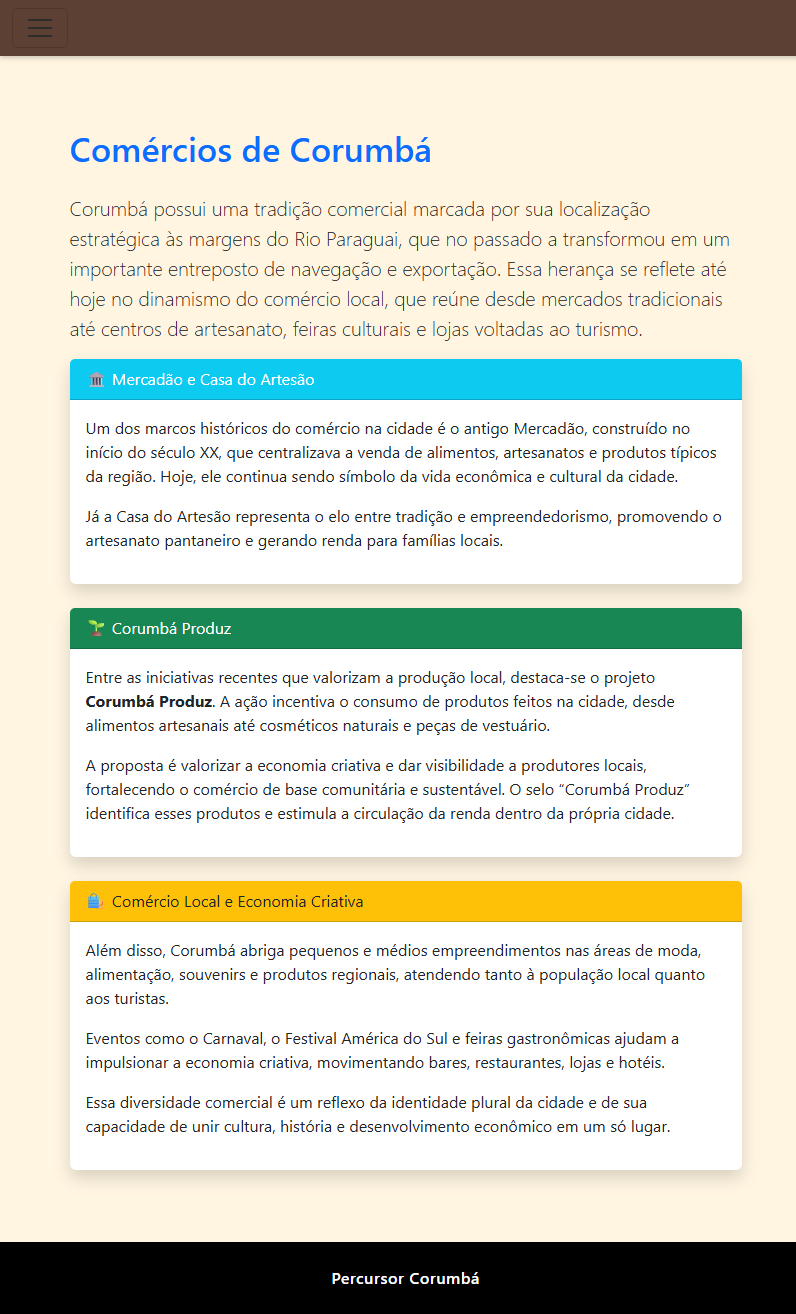 Comércios de Corumbá
Corumbá possui uma tradição comercial marcada por sua localização
estratégica às margens do Rio Paraguai, que no passado a transformou em um
importante entreposto de navegação e exportação. Essa herança se reflete até
hoje no dinamismo do comércio local, que reúne desde mercados tradicionais
até centros de artesanato, feiras culturais e lojas voltadas ao turismo.
🏛️ Mercadão e Casa do Artesão
Um dos marcos históricos do comércio na cidade é o antigo Mercadão, construído no
início do século XX, que centralizava a venda de alimentos, artesanatos e produtos típicos
da região. Hoje, ele continua sendo símbolo da vida econômica e cultural da cidade.
Já a Casa do Artesão representa o elo entre tradição e empreendedorismo, promovendo o
artesanato pantaneiro e gerando renda para famílias locais.
🌱 Corumbá Produz
Entre as iniciativas recentes que valorizam a produção local, destaca-se o projeto
Corumbá Produz. A ação incentiva o consumo de produtos feitos na cidade, desde
alimentos artesanais até cosméticos naturais e peças de vestuário.
A proposta é valorizar a economia criativa e dar visibilidade a produtores locais,
fortalecendo o comércio de base comunitária e sustentável. O selo “Corumbá Produz”
identifica esses produtos e estimula a circulação da renda dentro da própria cidade.
🛍️ Comércio Local e Economia Criativa
Além disso, Corumbá abriga pequenos e médios empreendimentos nas áreas de moda,
alimentação, souvenirs e produtos regionais, atendendo tanto à população local quanto
aos turistas.
Eventos como o Carnaval, o Festival América do Sul e feiras gastronômicas ajudam a
impulsionar a economia criativa, movimentando bares, restaurantes, lojas e hotéis.
Essa diversidade comercial é um reflexo da identidade plural da cidade e de sua
capacidade de unir cultura, história e desenvolvimento econômico em um só lugar.
Percursor Corumbá